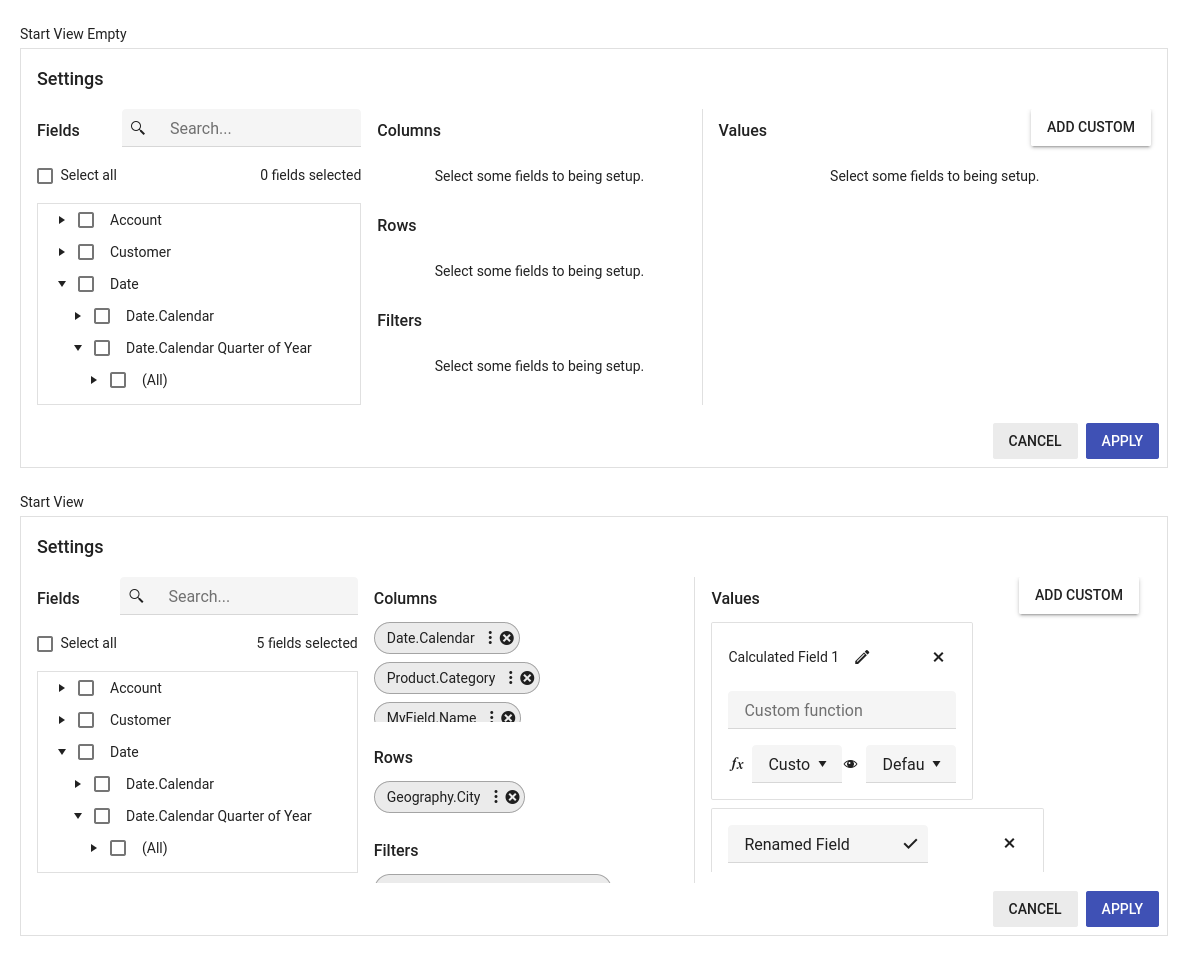 Start View Empty
Settings
Fields
Search...
Select all
0 fields selected
Account
Customer
Date
Date.Calendar
Date.Calendar Quarter of Year
(All)
Columns
Select some fields to being setup.
Rows
Select some fields to being setup.
Filters
Select some fields to being setup.
Values
ADD CUSTOM
Select some fields to being setup.
CANCEL
APPLY
Start View
Settings
Fields
Search...
Select all
5 fields selected
Account
Customer
Date
Date.Calendar
Date.Calendar Quarter of Year
(All)
Columns
Date.Calendar
Product.Category
MyField.Name
Rows
Geography.City
Filters
Values
ADD CUSTOM
Calculated Field 1
Custom function
fx Custo Defau
Renamed Field
CANCEL
APPLY